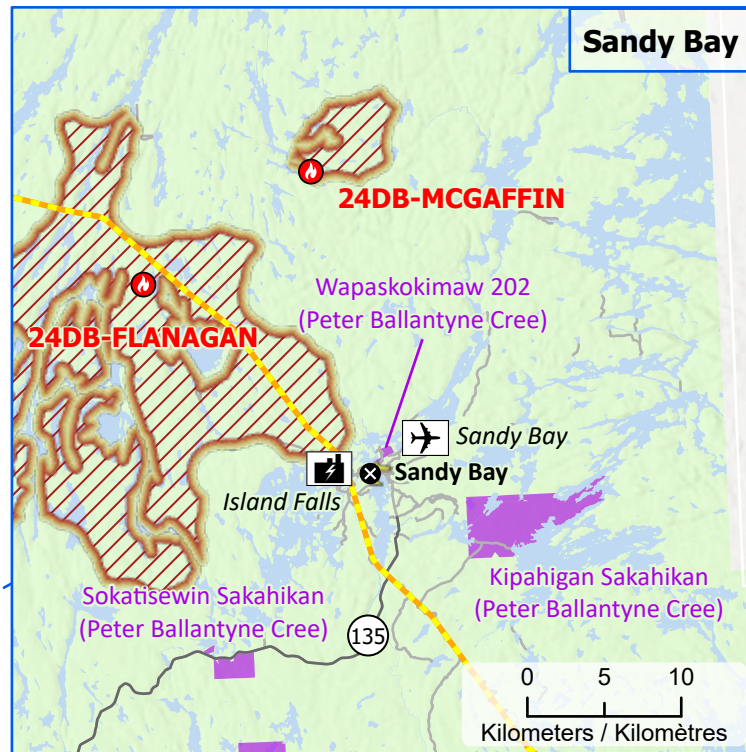 Sandy Bay
24DB-MCGAFFIN
Wapaskokimaw 202
(Peter Ballantyne Cree)
24DB-FLANAGAN
Sandy Bay
Sandy Bay
Island Falls
Kipahigan Sakahikan
(Peter Ballantyne Cree)
Sokatisewin Sakahikan
(Peter Ballantyne Cree)
135
0 5 10
Kilometers / Kilomètres